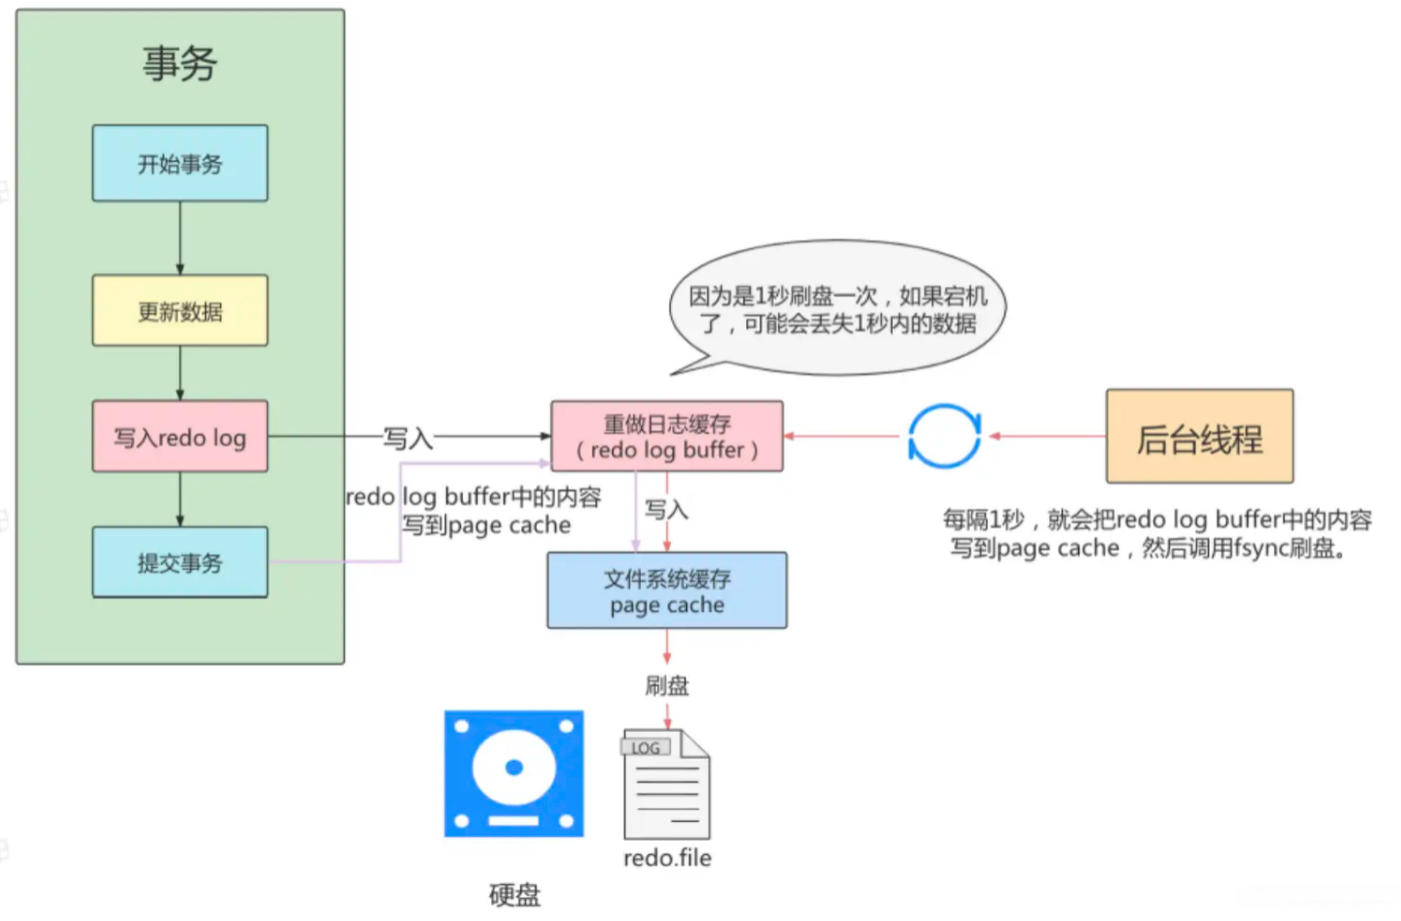 事务
开始事务
更新数据
写入redo log
提交事务
写入
redo log buffer中的内容
写到page cache
因为是1秒刷盘一次，如果宕机
了，可能会丢失1秒内的数据
重做日志缓存
（redo log buffer）
写入
文件系统缓存
page cache
刷盘
LOG
redo.file
硬盘
后台线程
每隔1秒，就会把redo log buffer中的内容
写到page cache，然后调用fsync刷盘。